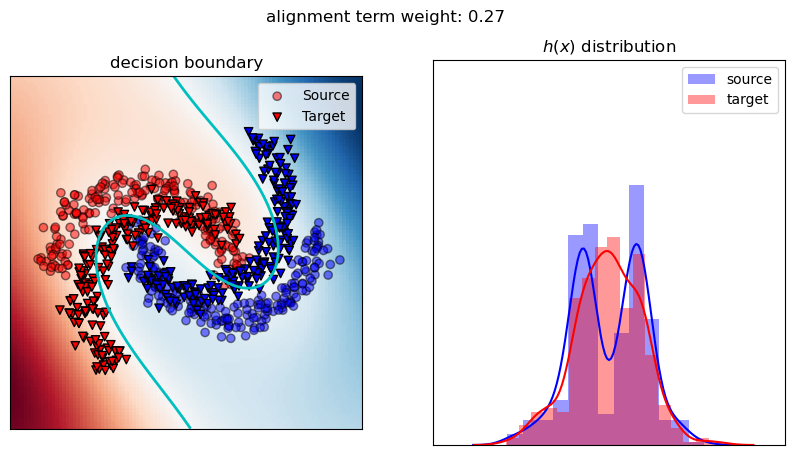 alignment term weight: 0.27
decision boundary
Source
Target
h(x) distribution
source
target